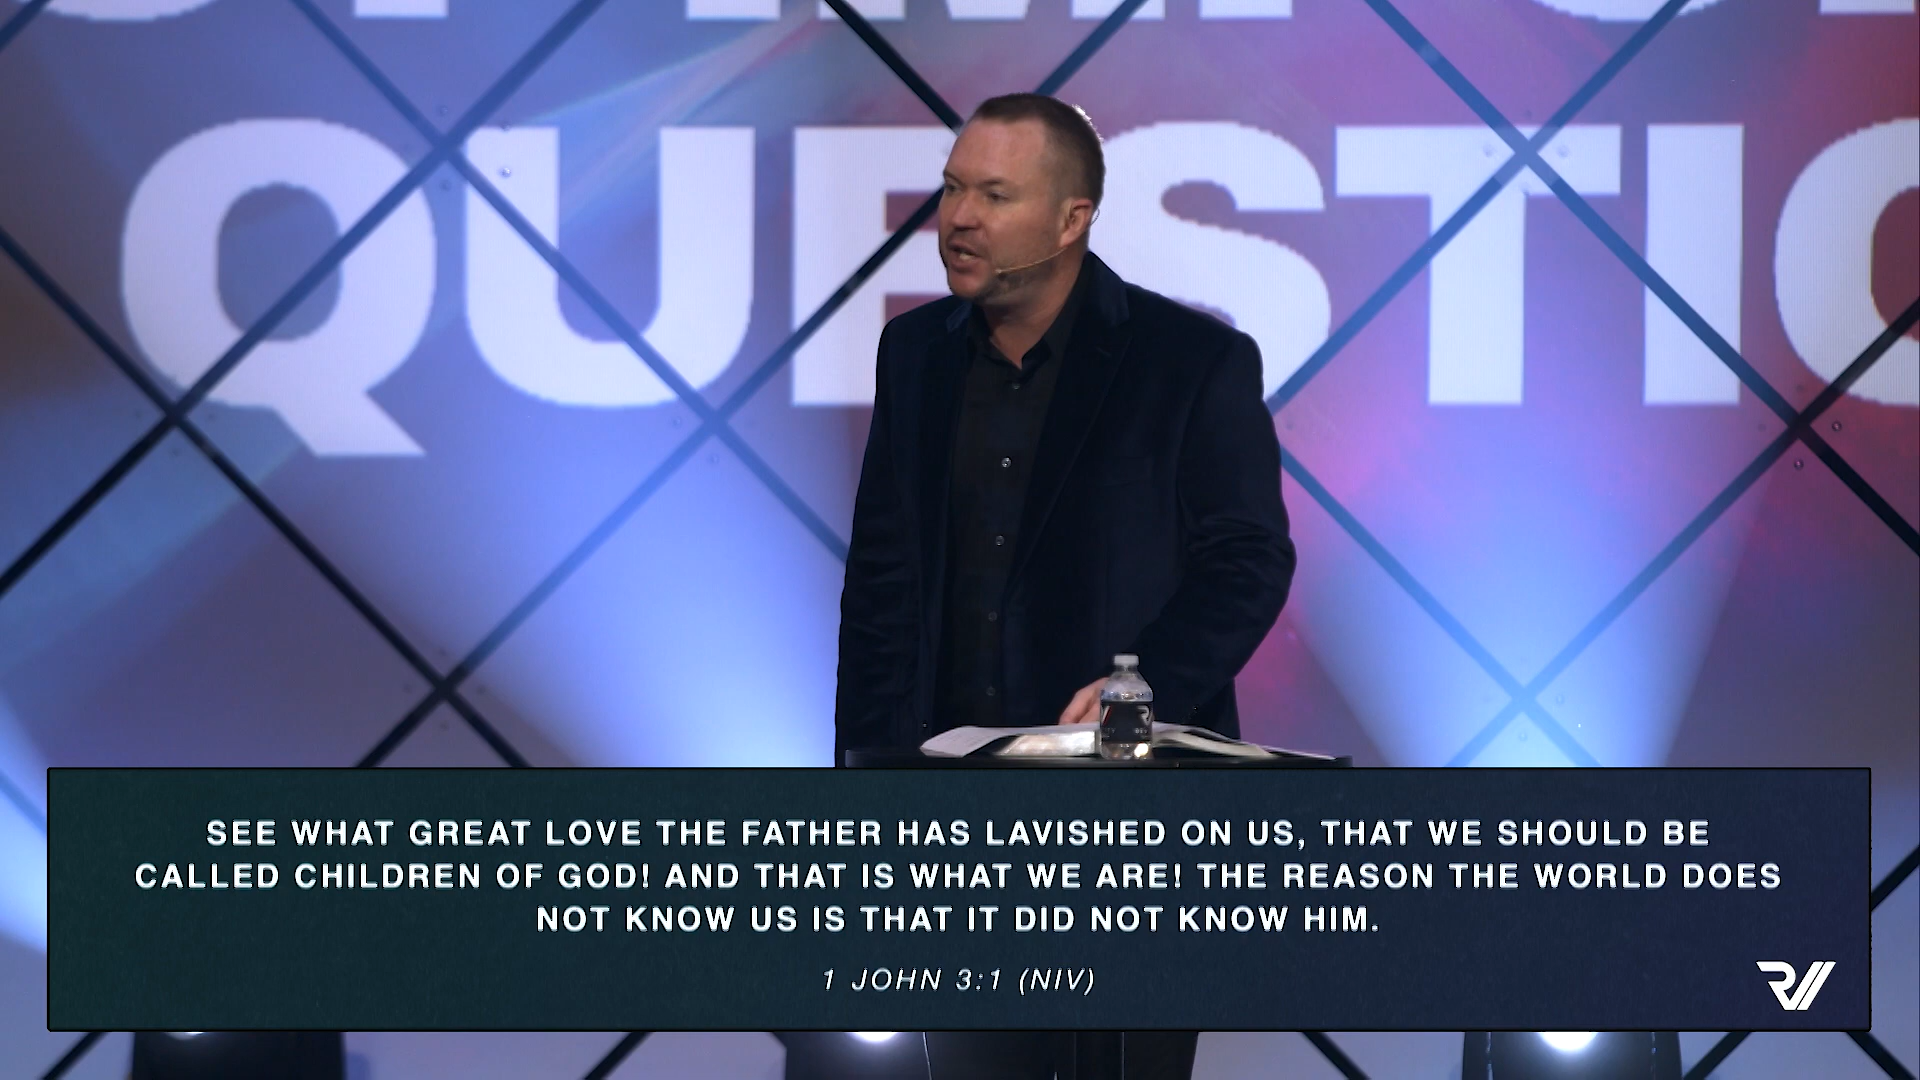 QUESTIO
SEE WHAT GREAT LOVE THE FATHER HAS LAVISHED ON US, THAT WE SHOULD BE
CALLED CHILDREN OF GOD! AND THAT IS WHAT WE ARE! THE REASON THE WORLD DOES
NOT KNOW US IS THAT IT DID NOT KNOW HIM.
1 JOHN 3:1 (NIV)